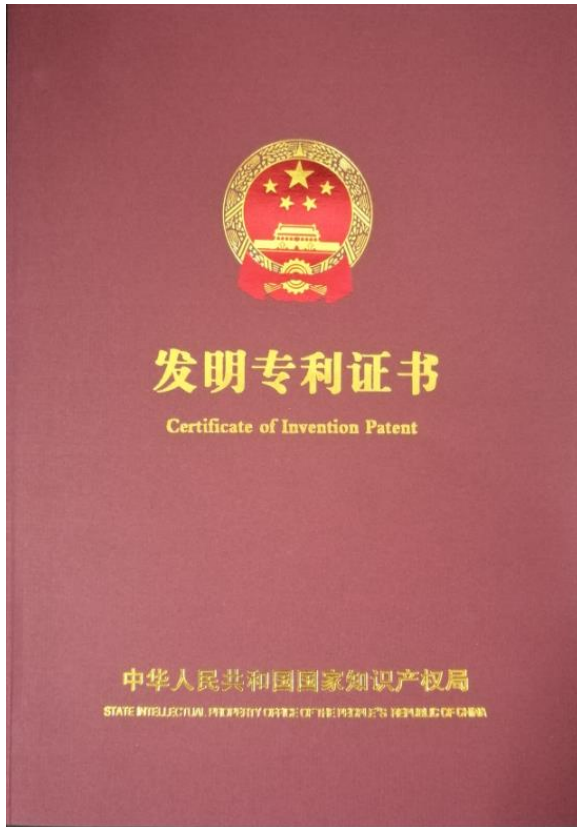 发明专利证书
Certificate of Invention Patent
中华人民共和国国家知识产权局
STATE INTELLECTUAL PROPERTY OFFICE OF THE PEOPLE'S REPUBLIC OF CHINA